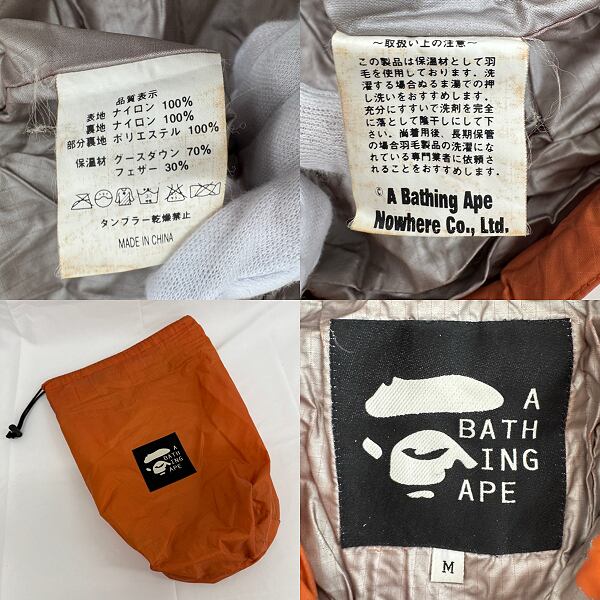 品質表示
表地 ナイロン 100%
裏地 ナイロン 100%
部分裏地 ポリエステル 100%
保温材 グースダウン 70%
フェザー 30%
タンブラー乾燥禁止
MADE IN CHINA
～取扱い上の注意～
この製品は保温材として羽
毛を使用しております。洗
濯する場合ぬるま湯での押
し洗いをおすすめします。
充分にすすいで洗剤を完全
に落として陰干しにして下
さい。尚着用後、長期保管
の場合羽毛製品の洗濯にな
れている専門業者に依頼さ
れることをおすすめします。
© A Bathing Ape
Nowhere Co., Ltd.
A
BATH
ING
APE
A
BATH
ING
APE
M